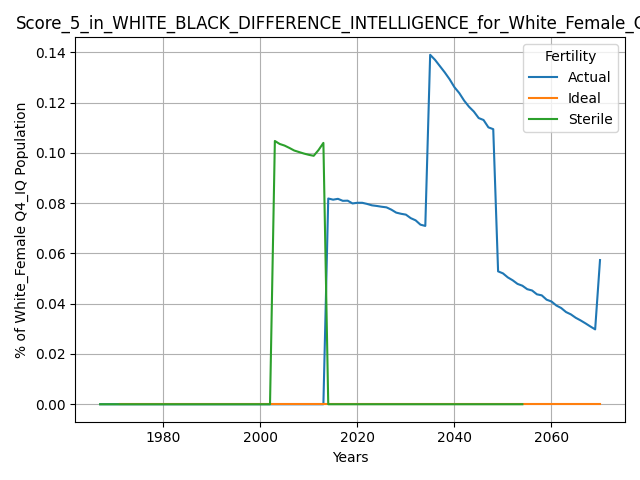 Score_5_in_WHITE_BLACK_DIFFERENCE_INTELLIGENCE_for_White_Female_
Fertility
Actual
Ideal
Sterile
% of White_Female Q4_IQ Population
0.14
0.12
0.10
0.08
0.06
0.04
0.02
0.00
1980 2000 2020 2040 2060
Years